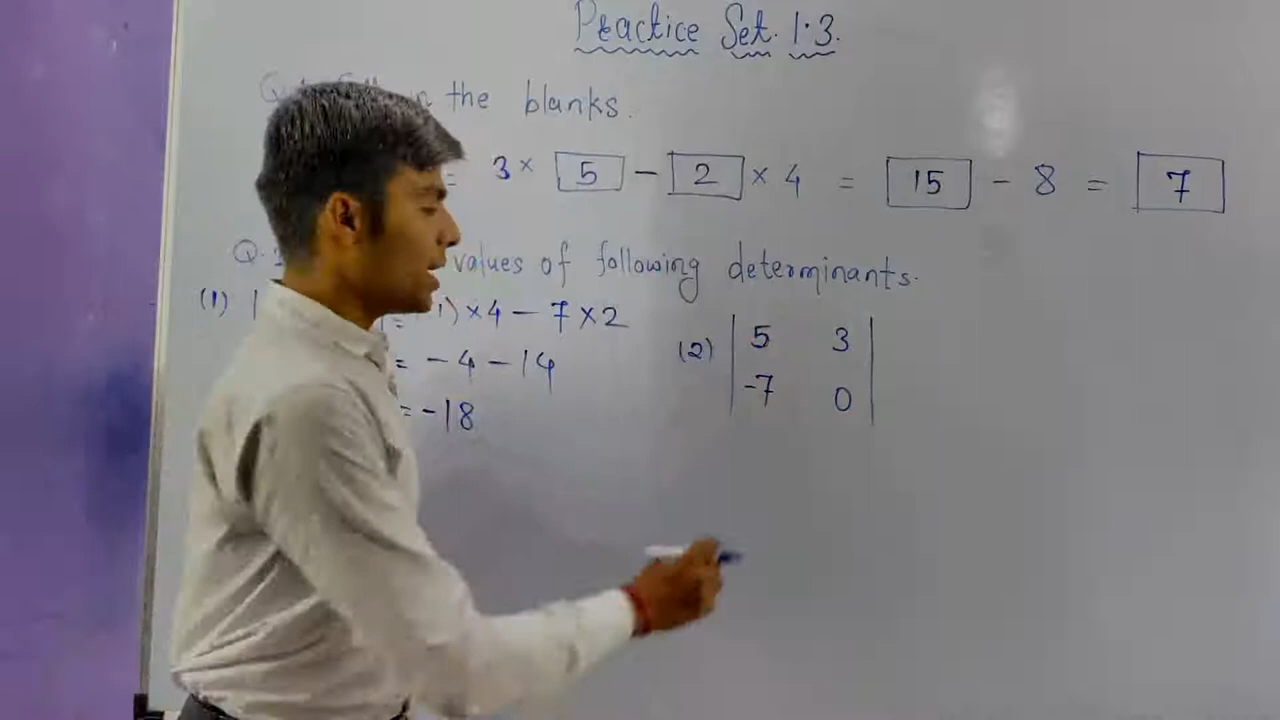 Practice Set. 1.3.
the blanks.
= 3 × 5 - 2 × 4 = 15 - 8 = 7
Q. values of following determinants.
(1) | = 1) × 4 - 7 × 2
= -4 - 14
= -18
(2) | 5 3 |
| -7 0 |